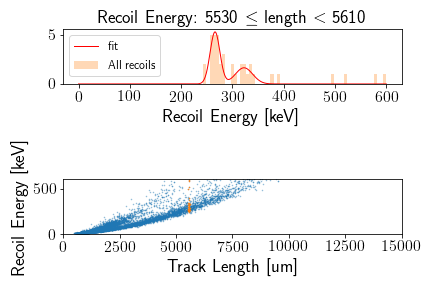 Recoil Energy: 5530 ≤ length < 5610
5
0
fit
All recoils
0 100 200 300 400 500 600
Recoil Energy [keV]
Recoil Energy [keV]
500
0
0 2500 5000 7500 10000 12500 15000
Track Length [um]